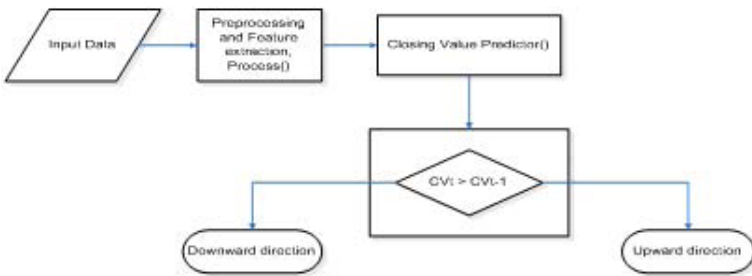 Input Data
Preprocessing
and Feature
extraction,
Process()
Closing Value Predictor()
CVt > CVt-1
Downward direction
Upward direction